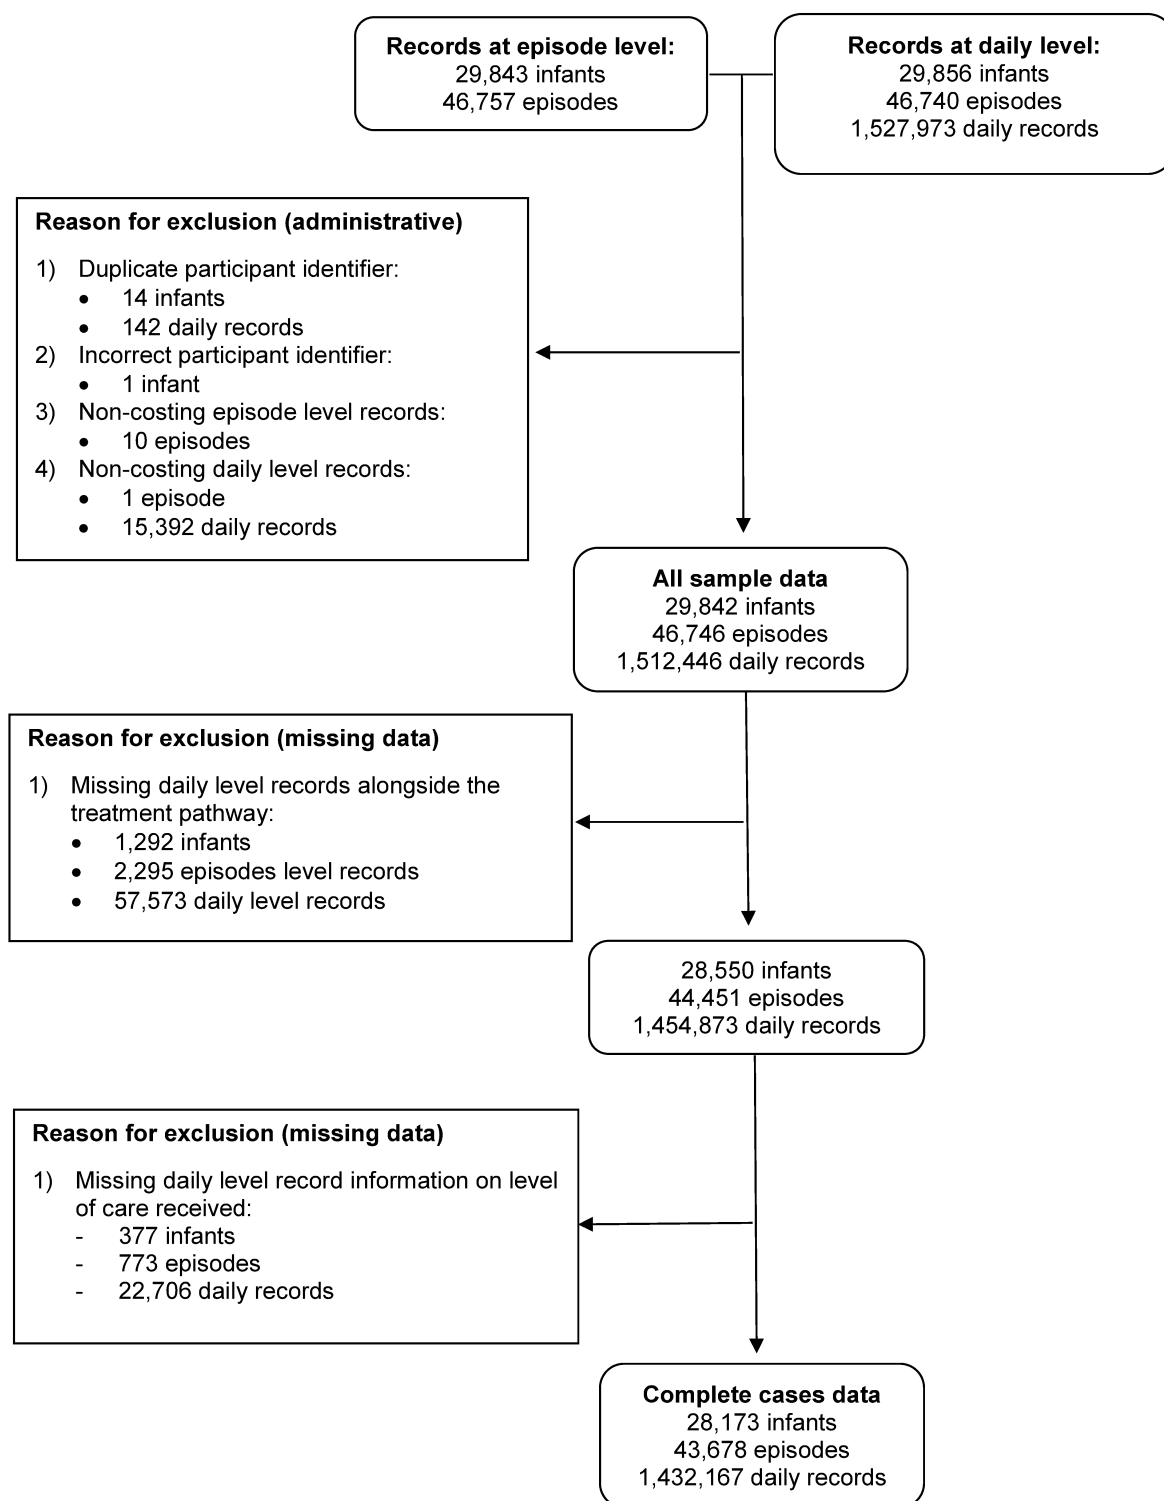 Records at episode level:
29,843 infants
46,757 episodes
Records at daily level:
29,856 infants
46,740 episodes
1,527,973 daily records
Reason for exclusion (administrative)
1) Duplicate participant identifier:
• 14 infants
• 142 daily records
2) Incorrect participant identifier:
• 1 infant
3) Non-costing episode level records:
• 10 episodes
4) Non-costing daily level records:
• 1 episode
• 15,392 daily records
All sample data
29,842 infants
46,746 episodes
1,512,446 daily records
Reason for exclusion (missing data)
1) Missing daily level records alongside the
treatment pathway:
• 1,292 infants
• 2,295 episodes level records
• 57,573 daily level records
28,550 infants
44,451 episodes
1,454,873 daily records
Reason for exclusion (missing data)
1) Missing daily level record information on level
of care received:
- 377 infants
- 773 episodes
- 22,706 daily records
Complete cases data
28,173 infants
43,678 episodes
1,432,167 daily records